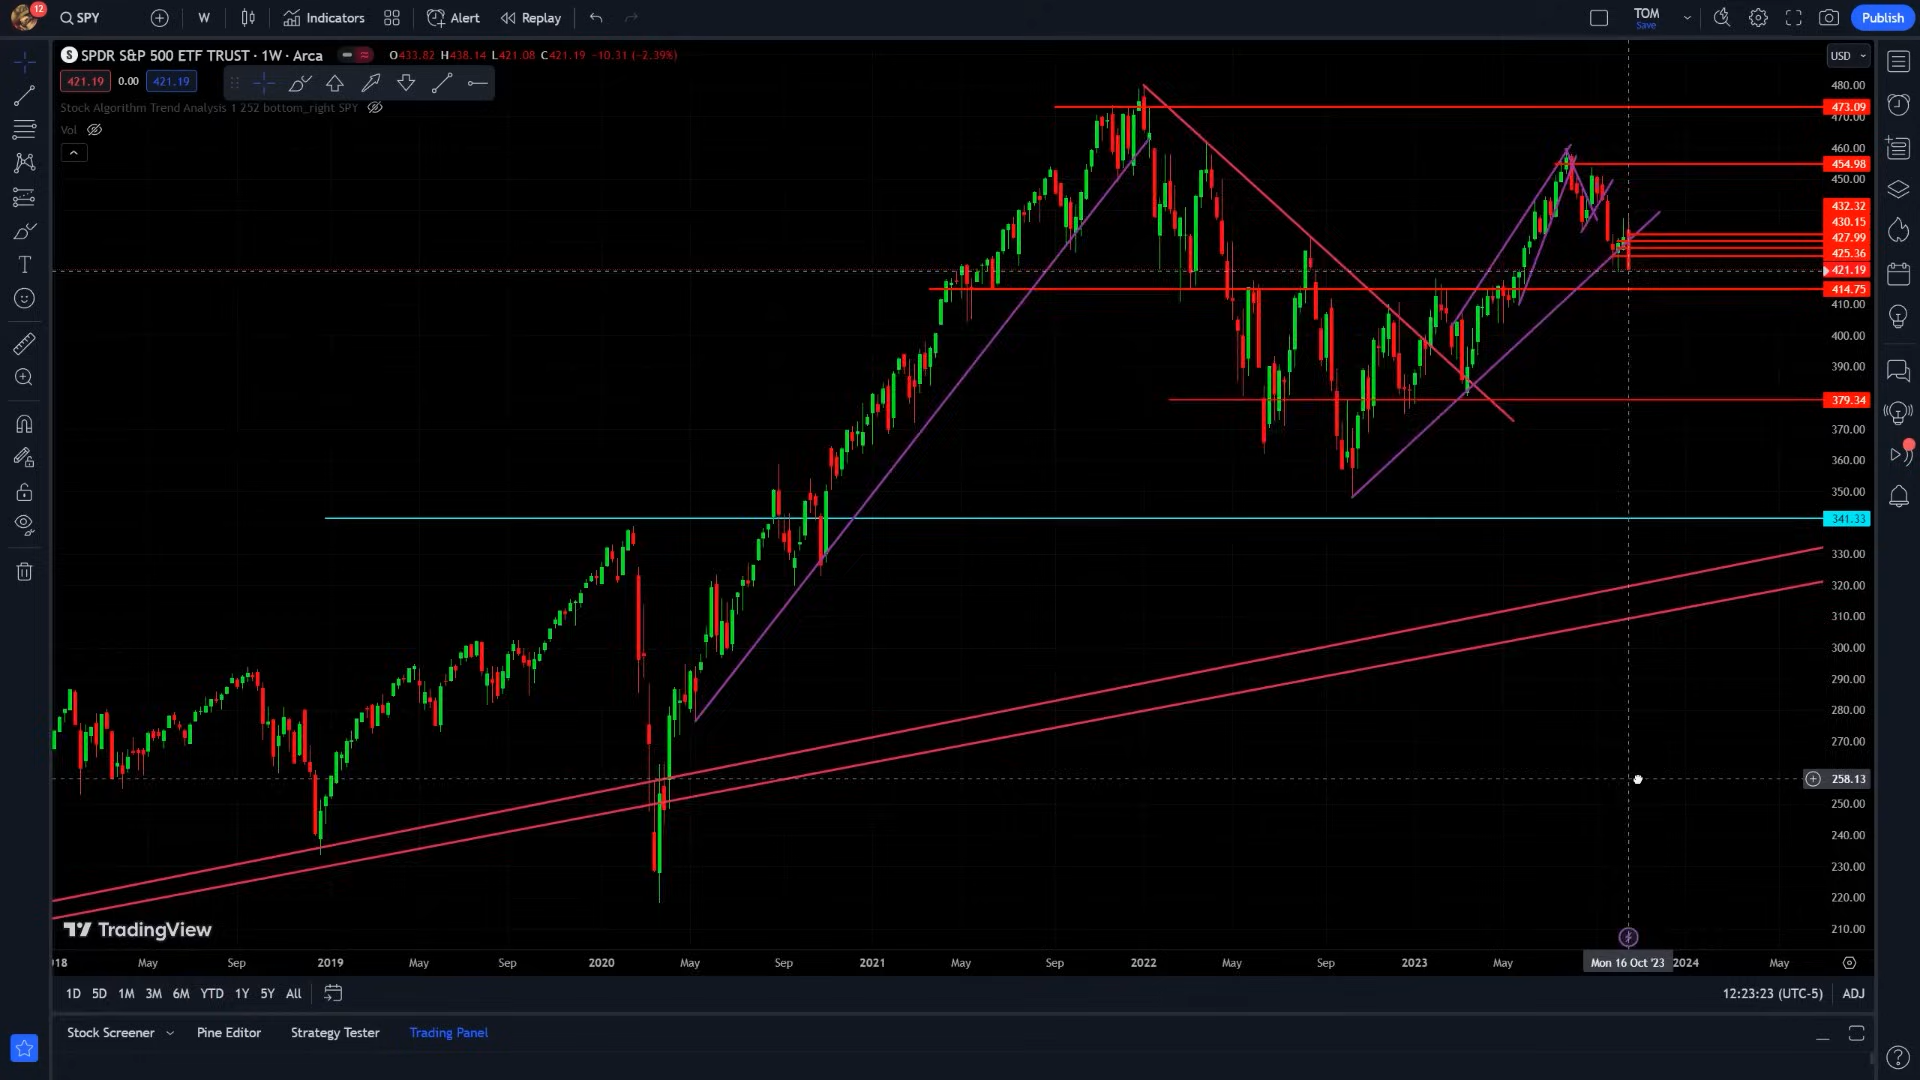 12
SPY
W
Indicators
Alert
Replay
TOM
Save
Publish
S SPDR S&P 500 ETF TRUST · 1W · Arca
O433.82 H438.14 L421.08 C421.19 -10.31 (-2.39%)
USD
421.19 0.00 421.19
Stock Algorithm Trend Analysis 1 252 bottom_right SPY
Vol
480.00
473.09
470.00
460.00
454.98
450.00
432.32
430.15
427.99
425.36
421.19
414.75
410.00
400.00
390.00
379.34
370.00
360.00
350.00
341.33
330.00
320.00
310.00
300.00
290.00
280.00
270.00
258.13
250.00
240.00
230.00
220.00
210.00
TradingView
18 May Sep 2019 May Sep 2020 May Sep 2021 May Sep 2022 May Sep 2023 May Mon 16 Oct '23 2024 May
1D 5D 1M 3M 6M YTD 1Y 5Y All
12:23:23 (UTC-5) ADJ
Stock Screener Pine Editor Strategy Tester Trading Panel